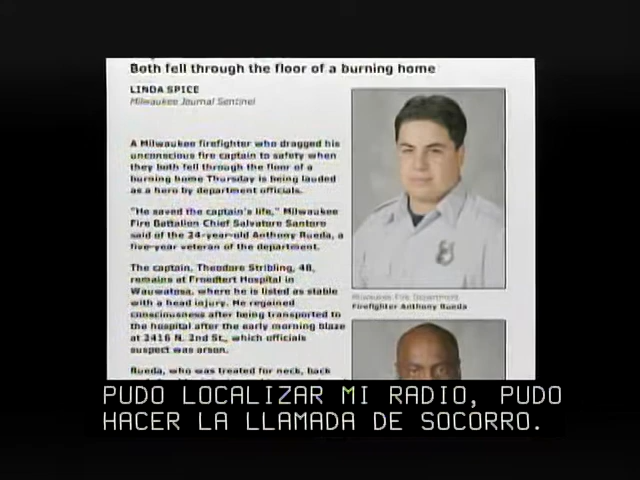 Both fell through the floor of a burning home
LINDA SPICE
Milwaukee Journal Sentinel
A Milwaukee firefighter who dragged his
unconscious fire captain to safety when
they both fell through the floor of a
burning home Thursday is being lauded
as a hero by department officials.
"He saved the captain's life," Milwaukee
Fire Battalion Chief Salvatore Santoro
said of the 34-year-old Anthony Rueda, a
five-year veteran of the department.
The captain, Theodore Stribling, 48,
remains at Froedtert Hospital in
Wauwatosa, where he is listed as stable
with a head injury. He regained
consciousness after being transported to
the hospital after the early morning blaze
at 3416 N. 2nd St., which officials
suspect was arson.
Rueda, who was treated for neck, back
Milwaukee Fire Department
Firefighter Anthony Rueda
PUDO LOCALIZAR MI RADIO, PUDO
HACER LA LLAMADA DE SOCORRO.